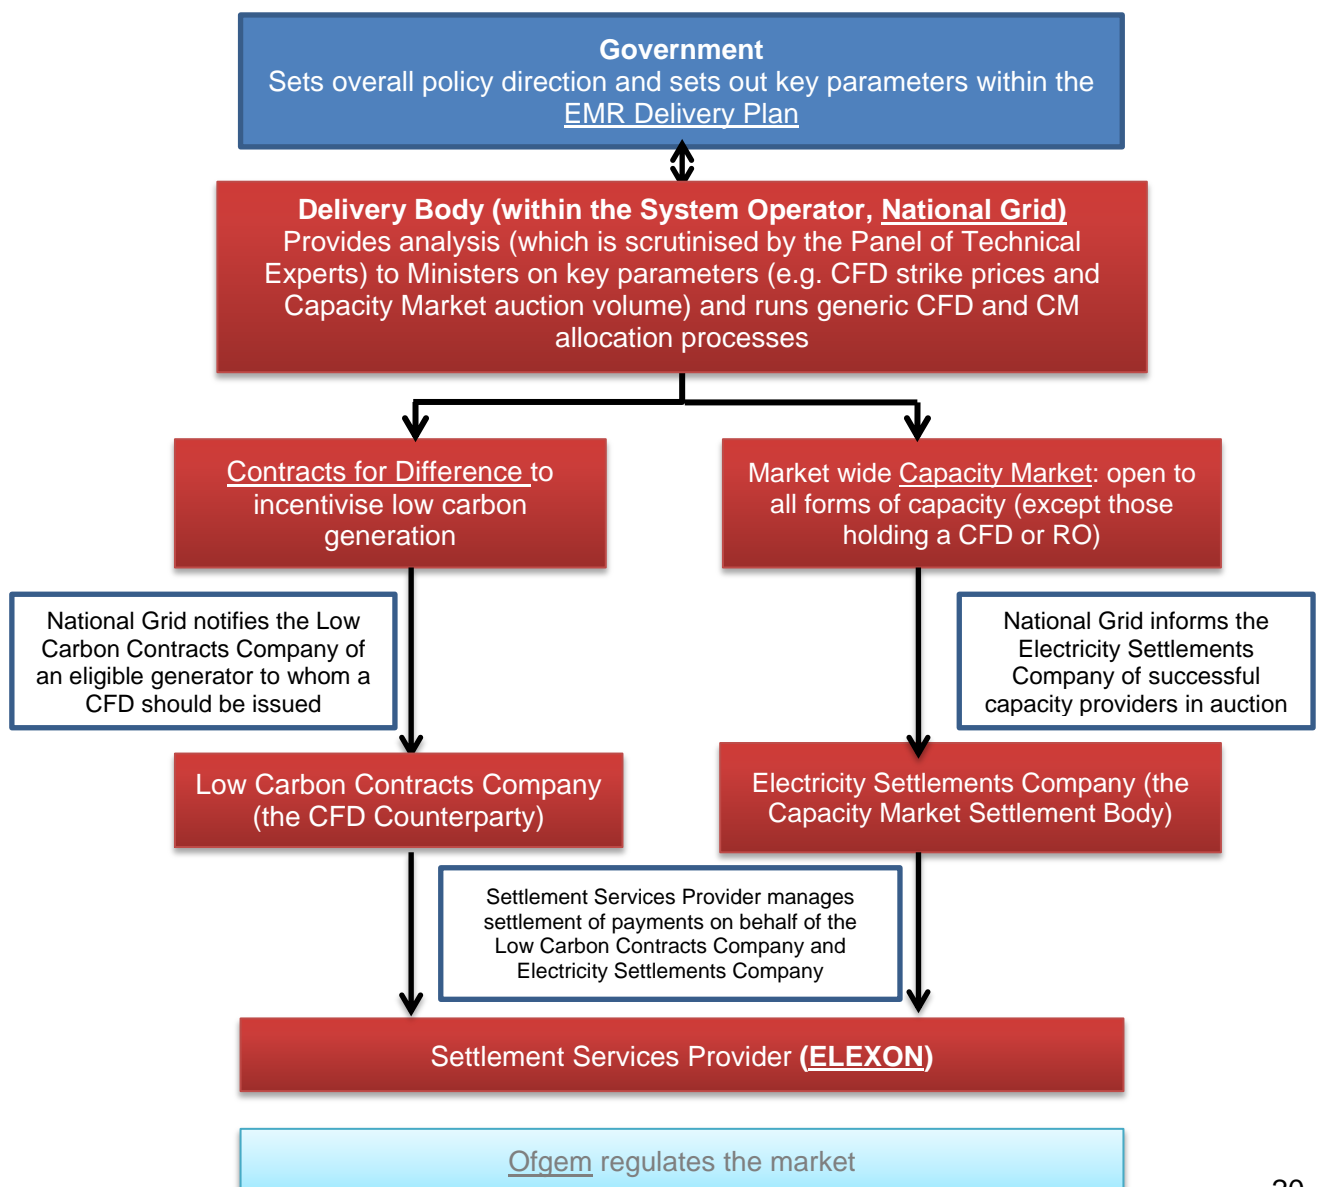 Government
Sets overall policy direction and sets out key parameters within the
EMR Delivery Plan
Delivery Body (within the System Operator, National Grid)
Provides analysis (which is scrutinised by the Panel of Technical
Experts) to Ministers on key parameters (e.g. CFD strike prices and
Capacity Market auction volume) and runs generic CFD and CM
allocation processes
Contracts for Difference to
incentivise low carbon
generation
Market wide Capacity Market: open to
all forms of capacity (except those
holding a CFD or RO)
National Grid notifies the Low
Carbon Contracts Company of
an eligible generator to whom a
CFD should be issued
National Grid informs the
Electricity Settlements
Company of successful
capacity providers in auction
Low Carbon Contracts Company
(the CFD Counterparty)
Electricity Settlements Company (the
Capacity Market Settlement Body)
Settlement Services Provider manages
settlement of payments on behalf of the
Low Carbon Contracts Company and
Electricity Settlements Company
Settlement Services Provider (ELEXON)
Ofgem regulates the market